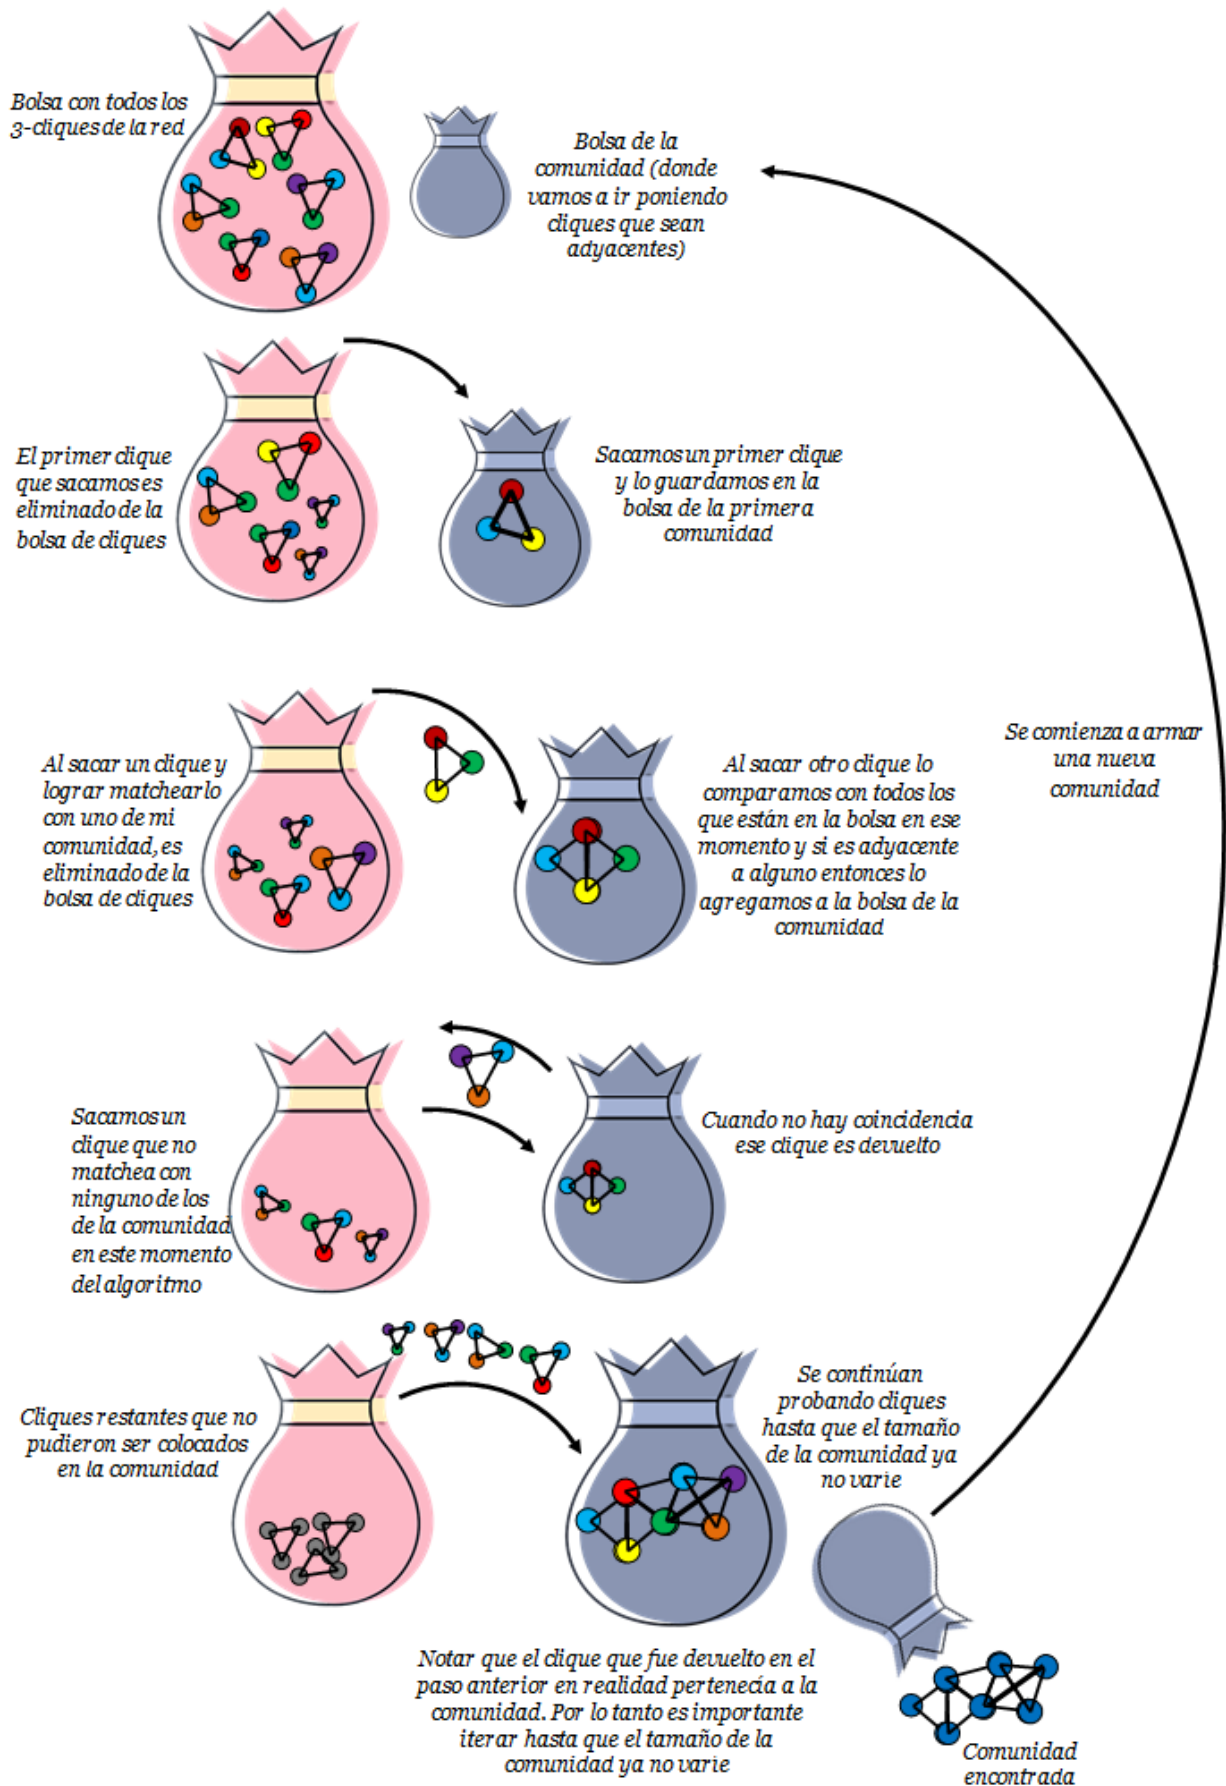 Bolsa con todos los
3-cliques de la red
Bolsa de la
comunidad (donde
vamos a ir poniendo
cliques que sean
adyacentes)
El primer clique
que sacamos es
eliminado de la
bolsa de cliques
Sacamos un primer clique
y lo guardamos en la
bolsa de la primera
comunidad
Se comienza a armar
una nueva
comunidad
Al sacar un clique y
lograr matchearlo
con uno de mi
comunidad, es
eliminado de la
bolsa de cliques
Al sacar otro clique lo
comparamos con todos los
que están en la bolsa en ese
momento y si es adyacente
a alguno entonces lo
agregamos a la bolsa de la
comunidad
Sacamos un
clique que no
matchea con
ninguno de los
de la comunidad
en este momento
del algoritmo
Cuando no hay coincidencia
ese clique es devuelto
Cliques restantes que no
pudieron ser colocados
en la comunidad
Se continúan
probando cliques
hasta que el tamaño
de la comunidad ya
no varie
Notar que el clique que fue devuelto en el
paso anterior en realidad pertenecía a la
comunidad. Por lo tanto es importante
iterar hasta que el tamaño de la
comunidad ya no varie
Comunidad
encontrada